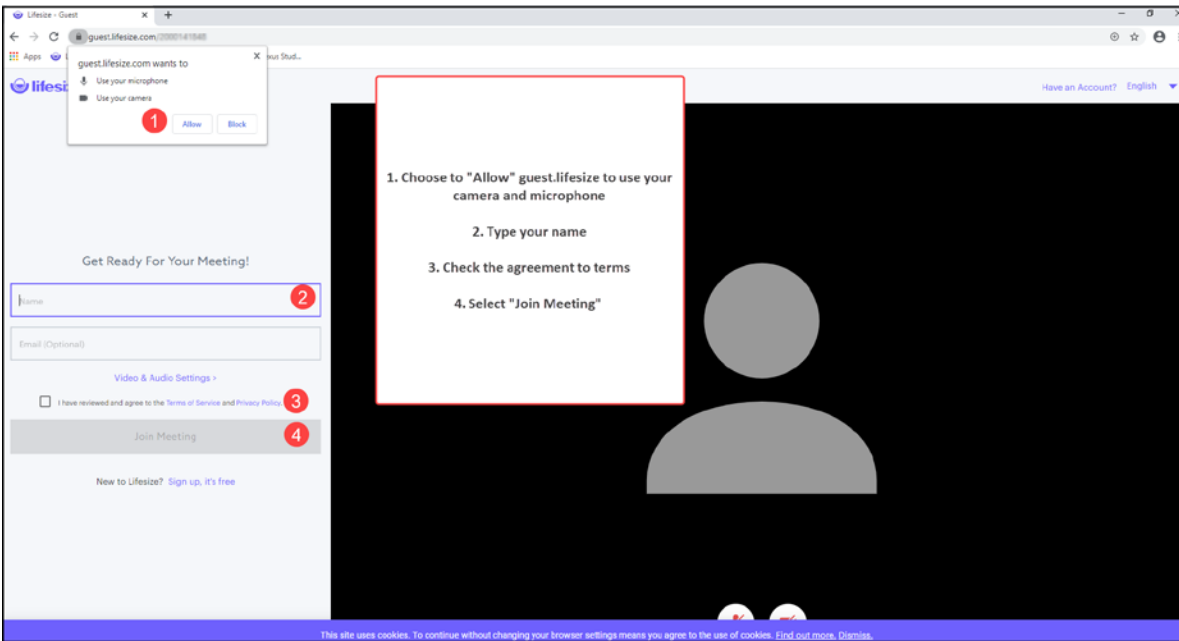 Lifesize - Guest
guest.lifesize.com/
Apps
Stud...
guest.lifesize.com wants to
Use your microphone
Use your camera
1
Allow
Block
lifesiz
Have an Account? English
1. Choose to "Allow" guest.lifesize to use your
camera and microphone
2. Type your name
3. Check the agreement to terms
4. Select "Join Meeting"
Get Ready For Your Meeting!
Name
2
Email (Optional)
Video & Audio Settings >
I have reviewed and agree to the Terms of Service and Privacy Policy.
3
Join Meeting
4
New to Lifesize? Sign up, it's free
This site uses cookies. To continue without changing your browser settings means you agree to the use of cookies. Find out more. Dismiss.